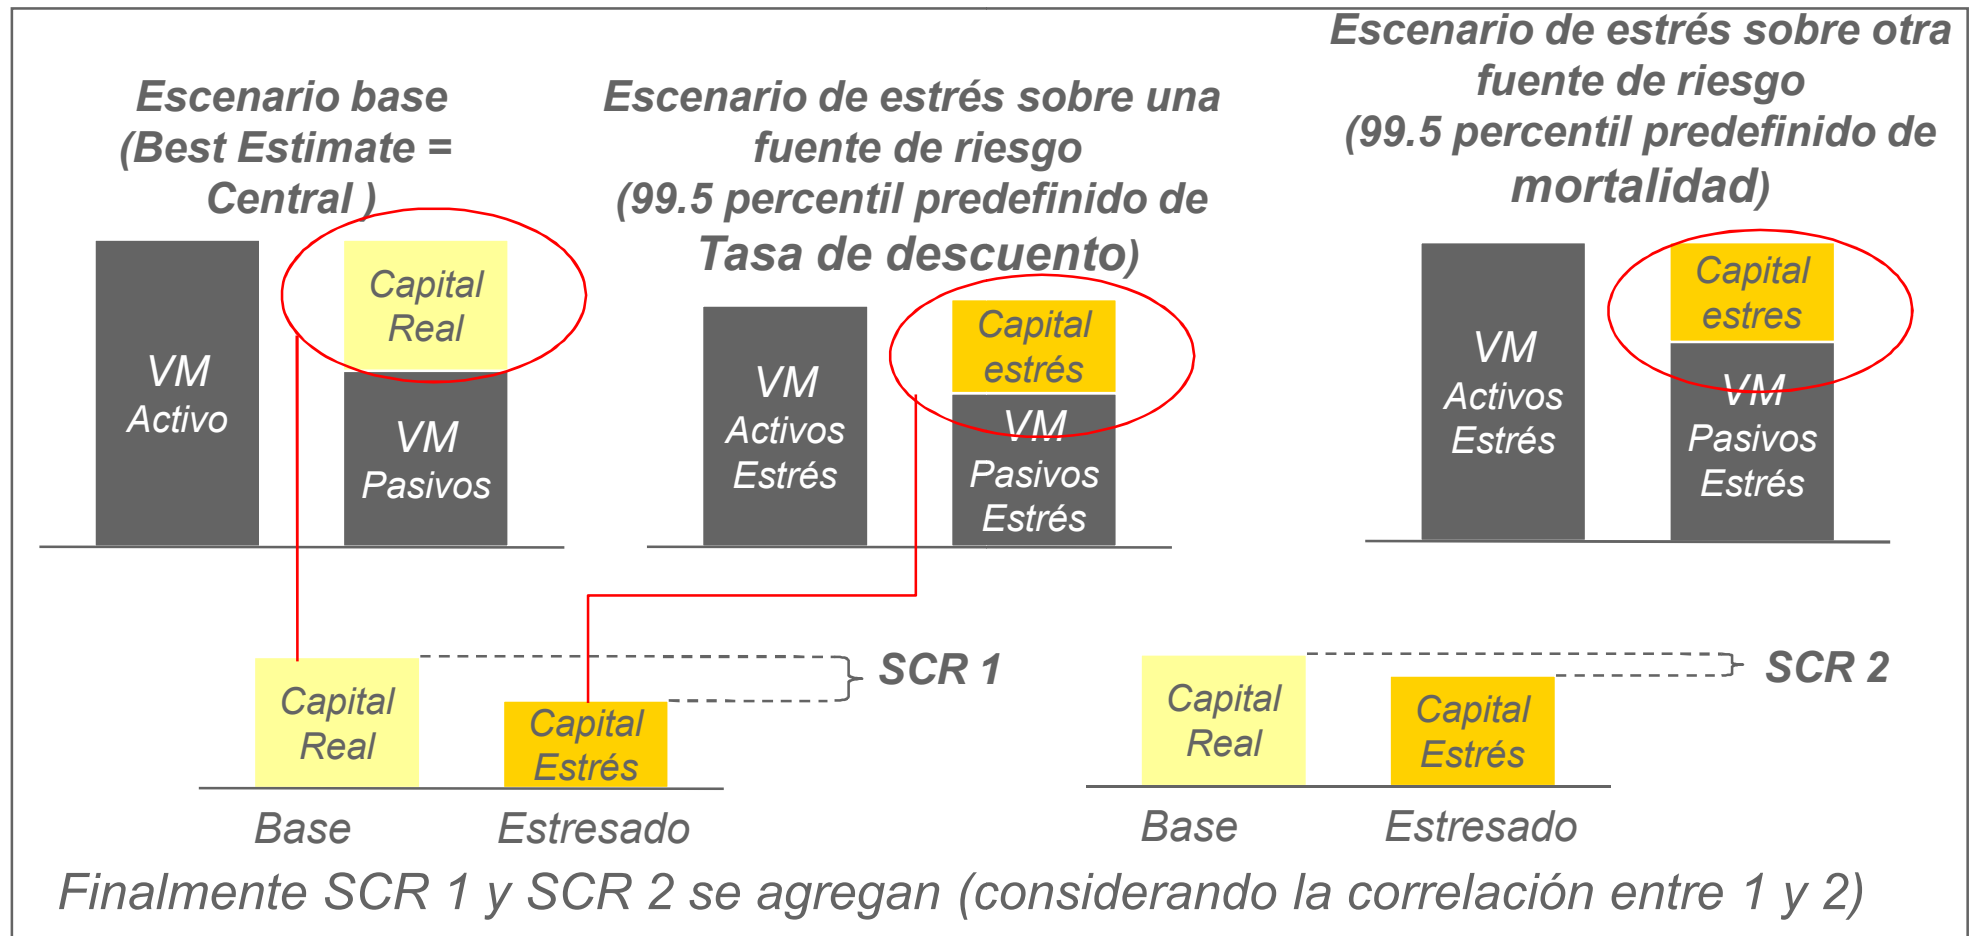 Escenario base
(Best Estimate =
Central )
Escenario de estrés sobre una
fuente de riesgo
(99.5 percentil predefinido de
Tasa de descuento)
Escenario de estrés sobre otra
fuente de riesgo
(99.5 percentil predefinido de
mortalidad)
VM
Activo
Capital
Real
VM
Pasivos
VM
Activos
Estrés
Capital
estrés
VM
Pasivos
Estrés
VM
Activos
Estrés
Capital
estres
VM
Pasivos
Estrés
Capital
Real
Capital
Estrés
SCR 1
Base
Estresado
Capital
Real
Capital
Estrés
SCR 2
Base
Estresado
Finalmente SCR 1 y SCR 2 se agregan (considerando la correlación entre 1 y 2)